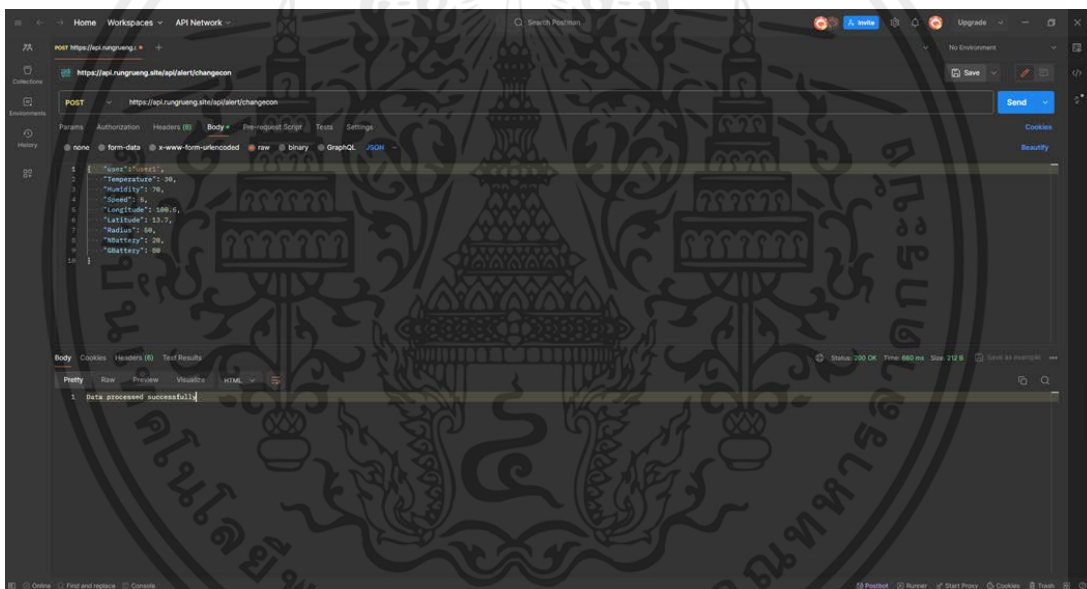 Home Workspaces API Network Search Postman Invite Upgrade
POST https://api.rungrueng.s No Environment
https://api.rungrueng.site/api/alert/changecon Save
POST https://api.rungrueng.site/api/alert/changecon Send
Params Authorization Headers (8) Body Pre-request Script Tests Settings Cookies
none form-data x-www-form-urlencoded raw binary GraphQL JSON Beautify
Collections
Environments
History
1 { "user":"user1",
2 "Temperature": 30,
3 "Humidity": 70,
4 "Speed": 5,
5 "Longitude": 100.5,
6 "Latitude": 13.7,
7 "Radius": 60,
8 "NBattery": 20,
9 "GBattery": 80
10 }
Body Cookies Headers (6) Test Results Status: 200 OK Time: 660 ms Size: 212 B Save as example
Pretty Raw Preview Visualize HTML
1 Data processed successfully
Online Find and replace Console Postbot Runner Start Proxy Cookies Trash